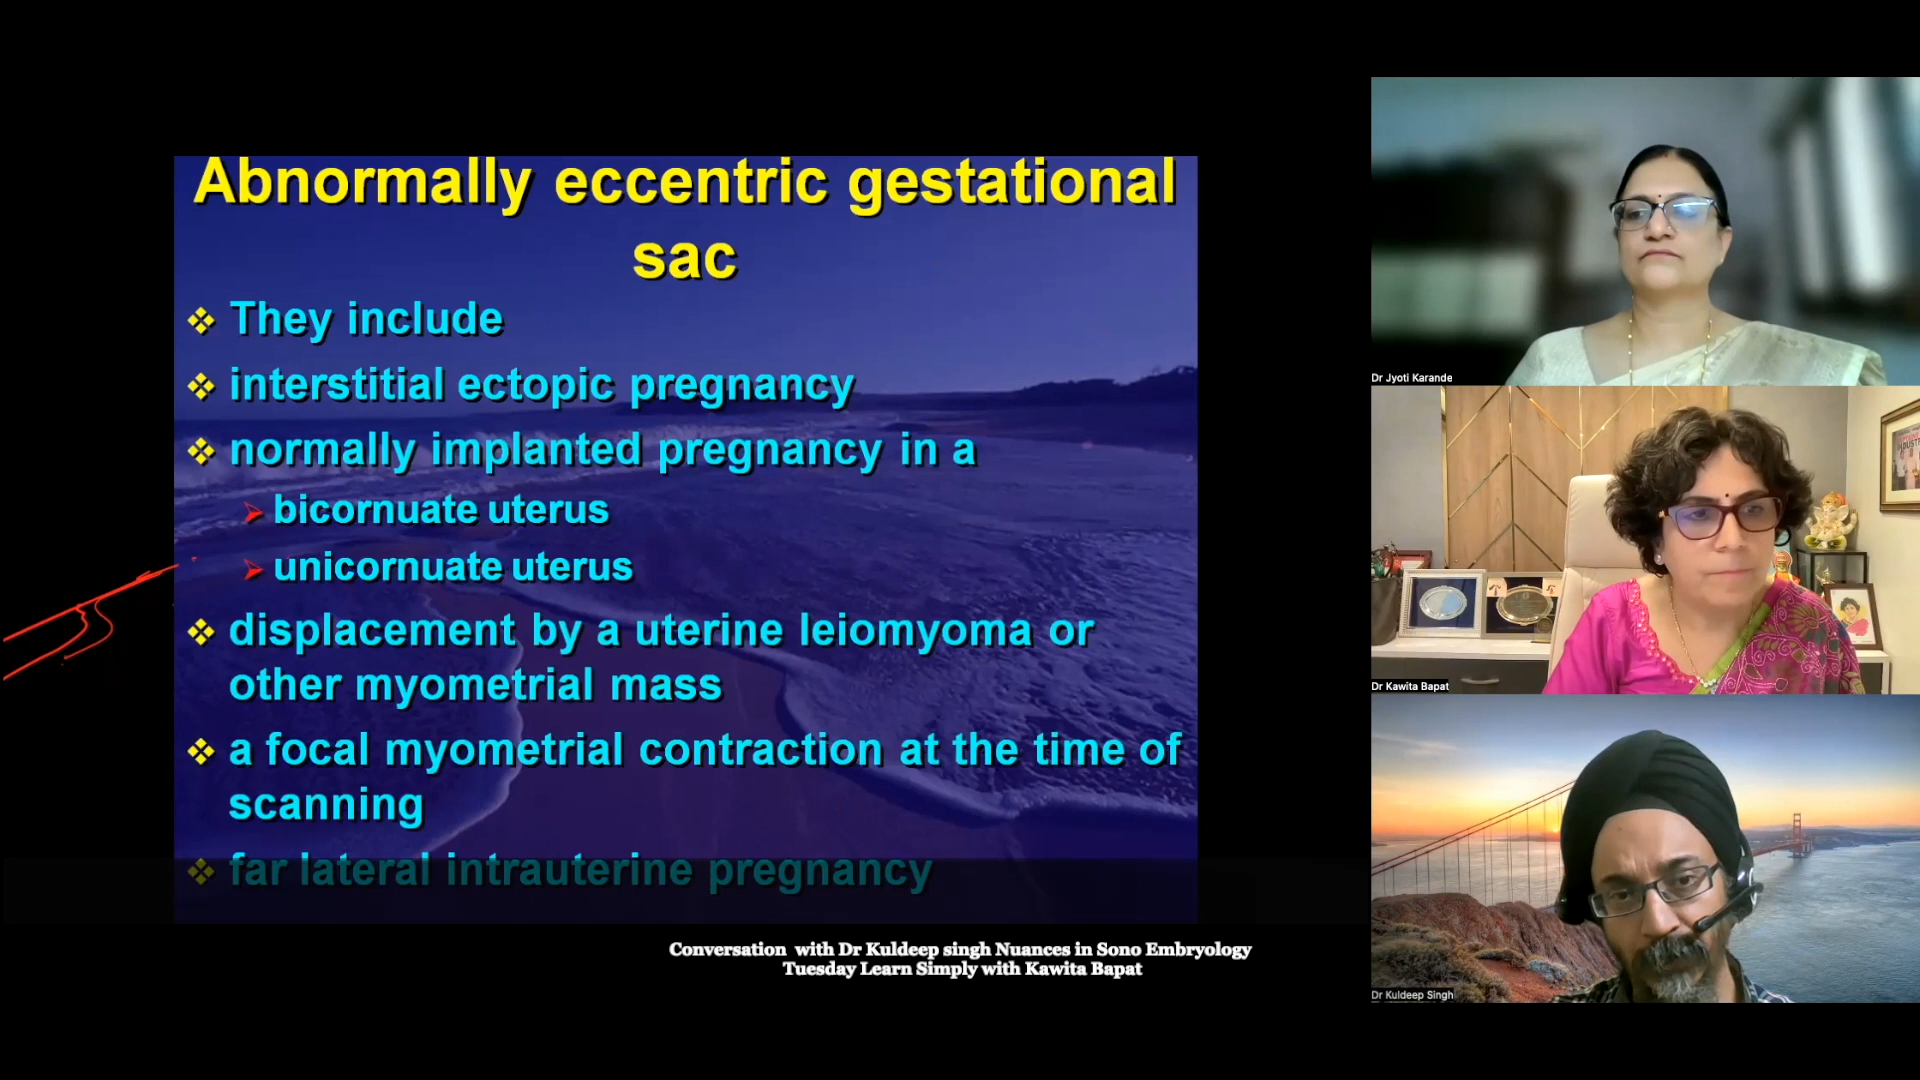 Abnormally eccentric gestational
sac
They include
interstitial ectopic pregnancy
normally implanted pregnancy in a
bicornuate uterus
unicornuate uterus
displacement by a uterine leiomyoma or
other myometrial mass
a focal myometrial contraction at the time of
scanning
far lateral intrauterine pregnancy
Conversation with Dr Kuldeep singh Nuances in Sono Embryology
Tuesday Learn Simply with Kawita Bapat
Dr Jyoti Karande
Dr Kawita Bapat
Dr Kuldeep Singh